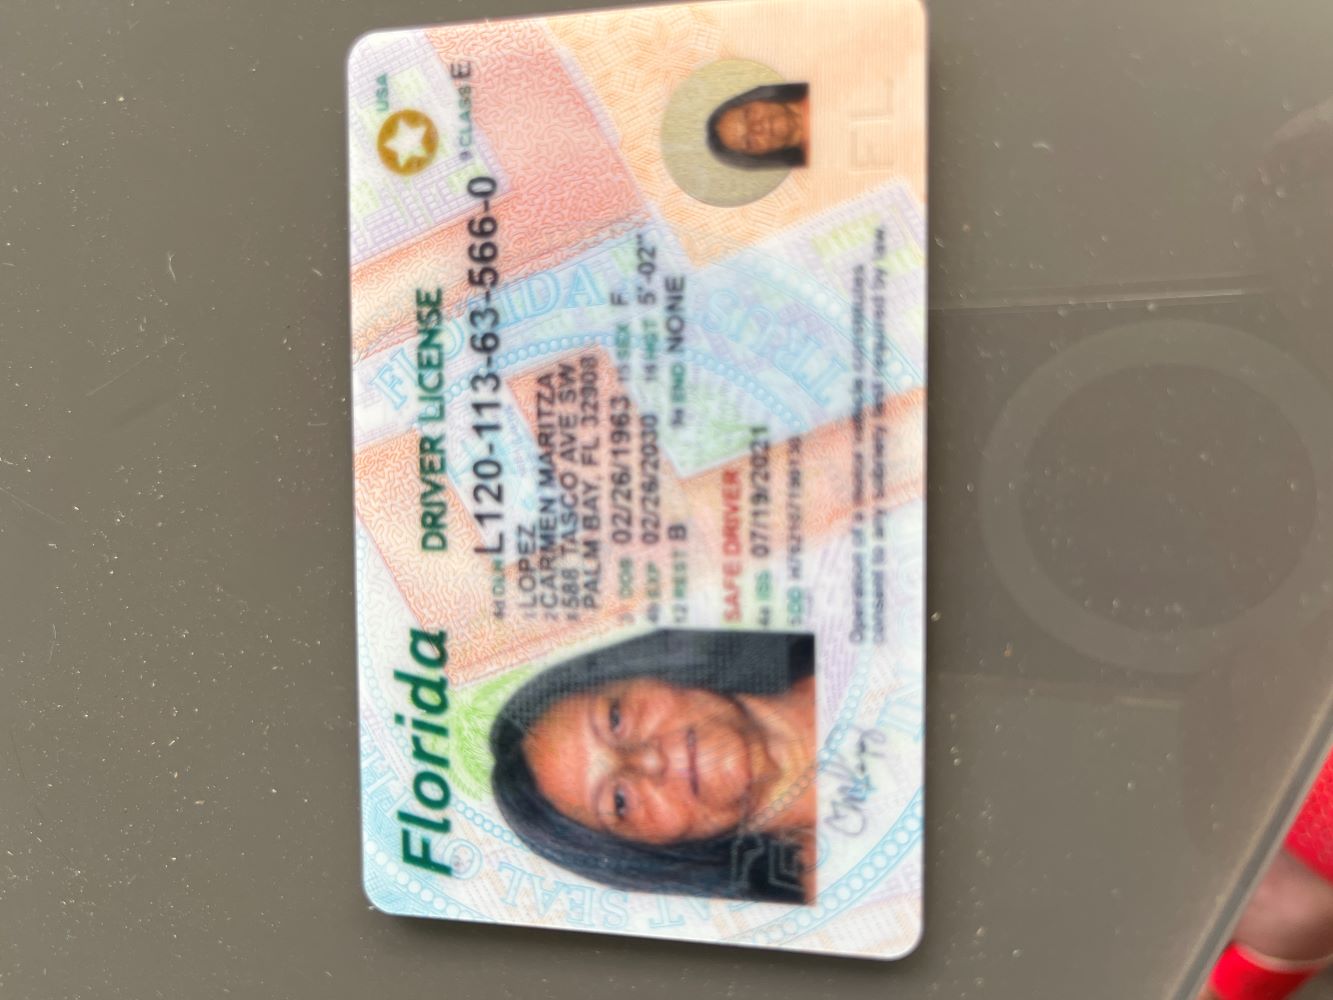 Florida
DRIVER LICENSE
USA
9 CLASS E
4d DLN L120-113-63-566-0
1 LOPEZ
2 CARMEN MARITZA
8 588 TASCO AVE SW
PALM BAY, FL 32908
3 DOB 02/26/1963 15 SEX F
4b EXP 02/26/2030 16 HGT 5'-02"
12 REST B 9a END NONE
SAFE DRIVER
4a ISS 07/19/2021
5 DD
Operation of a motor vehicle constitutes
consent to any sobriety test required by law.
FL